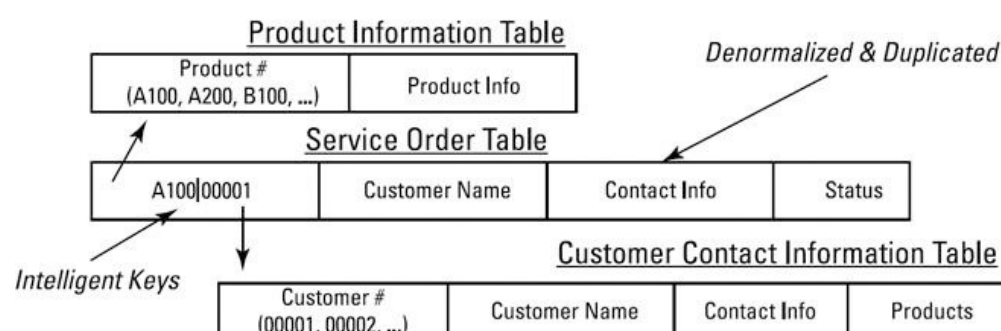 Product Information Table
Denormalized & Duplicated
Product #
(A100, A200, B100, ...)
Product Info
Service Order Table
A100|00001
Customer Name
Contact Info
Status
Intelligent Keys
Customer Contact Information Table
Customer #
(00001, 00002, ...)
Customer Name
Contact Info
Products